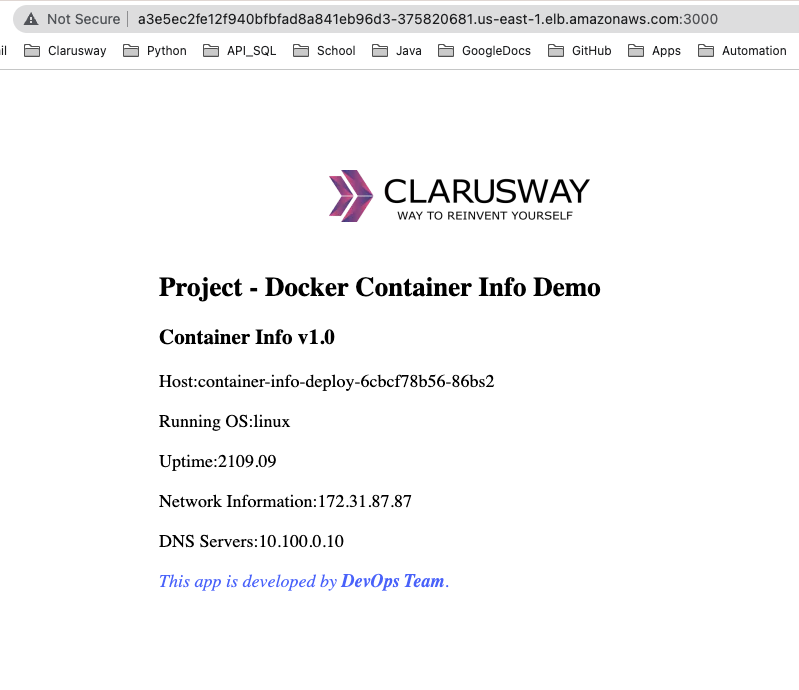 Not Secure | a3e5ec2fe12f940bfbfad8a841eb96d3-375820681.us-east-1.elb.amazonaws.com:3000
il Clarusway Python API_SQL School Java GoogleDocs GitHub Apps Automation
CLARUSWAY
WAY TO REINVENT YOURSELF
Project - Docker Container Info Demo
Container Info v1.0
Host:container-info-deploy-6cbcf78b56-86bs2
Running OS:linux
Uptime:2109.09
Network Information:172.31.87.87
DNS Servers:10.100.0.10
This app is developed by DevOps Team.